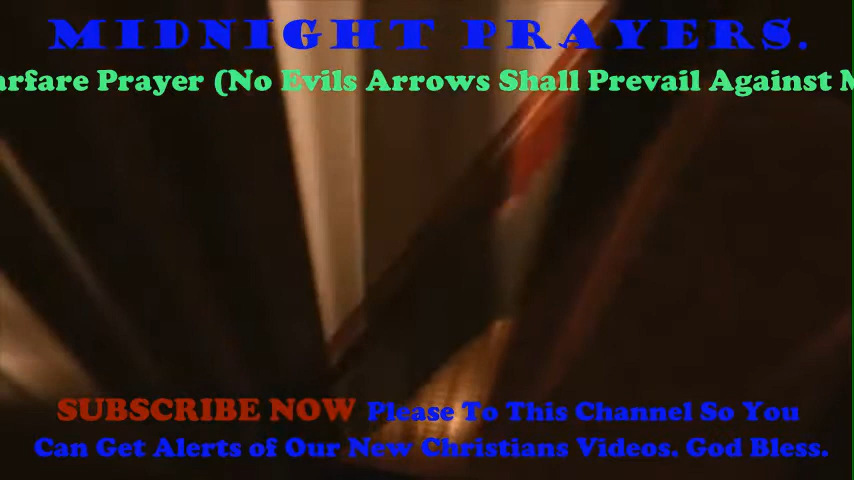 MIDNIGHT PRAYERS.
arfare Prayer (No Evils Arrows Shall Prevail Against M
SUBSCRIBE NOW Please To This Channel So You
Can Get Alerts of Our New Christians Videos. God Bless.